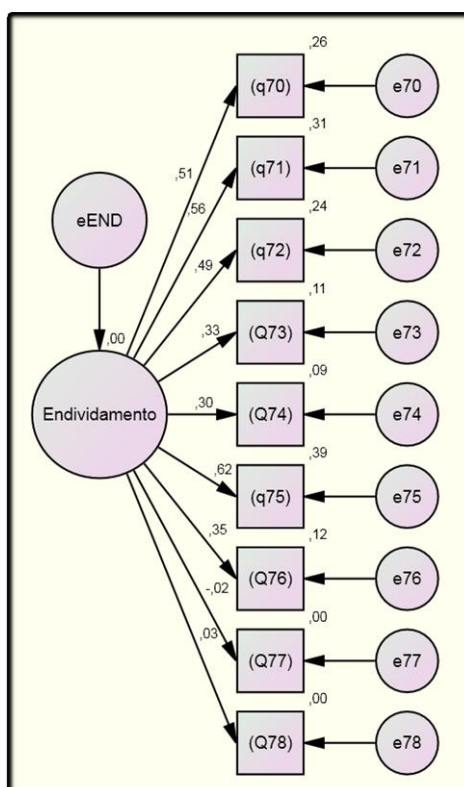 ,26
(q70)
e70
,31
,51
(q71)
e71
,56
,24
eEND
(q72)
e72
,49
,11
,00
,33
(Q73)
e73
,09
Endividamento
,30
(Q74)
e74
,39
,62
(q75)
e75
,35
,12
(Q76)
e76
-,02
,00
,03
(Q77)
e77
,00
(Q78)
e78